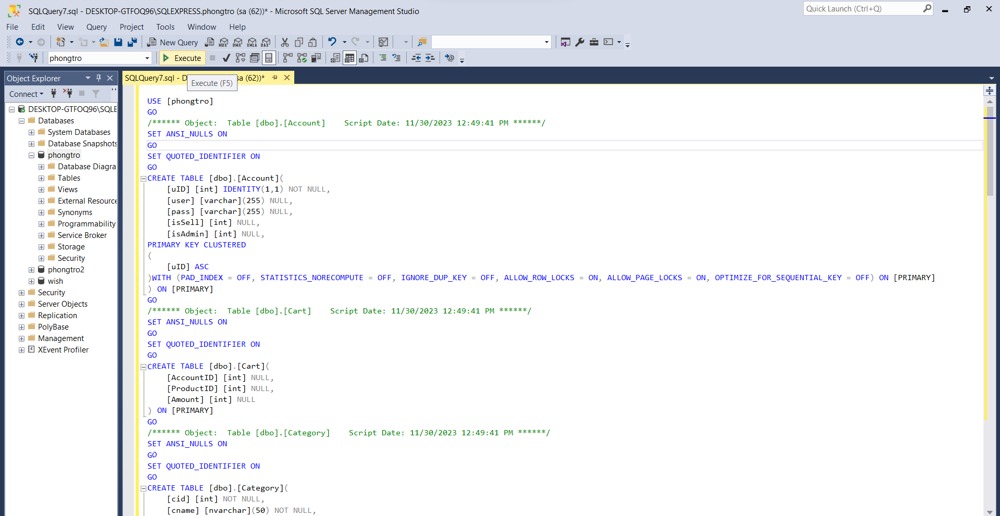 SQLQuery7.sql - DESKTOP-GTFOQ96\SQLEXPRESS.phongtro (sa (62))* - Microsoft SQL Server Management Studio
Quick Launch (Ctrl+Q)
File Edit View Query Project Tools Window Help
New Query MDX DMX XMLA DAX
phongtro Execute
Object Explorer
SQLQuery7.sql - D sa (62))*
Execute (F5)
Connect
DESKTOP-GTFOQ96\SQLE
Databases
System Databases
Database Snapshots
phongtro
Database Diagra
Tables
Views
External Resource
Synonyms
Programmability
Service Broker
Storage
Security
phongtro2
wish
Security
Server Objects
Replication
PolyBase
Management
XEvent Profiler
USE [phongtro]
GO
/****** Object:  Table [dbo].[Account]    Script Date: 11/30/2023 12:49:41 PM ******/
SET ANSI_NULLS ON
GO
SET QUOTED_IDENTIFIER ON
GO
CREATE TABLE [dbo].[Account](
[uID] [int] IDENTITY(1,1) NOT NULL,
[user] [varchar](255) NULL,
[pass] [varchar](255) NULL,
[isSell] [int] NULL,
[isAdmin] [int] NULL,
PRIMARY KEY CLUSTERED
(
[uID] ASC
)WITH (PAD_INDEX = OFF, STATISTICS_NORECOMPUTE = OFF, IGNORE_DUP_KEY = OFF, ALLOW_ROW_LOCKS = ON, ALLOW_PAGE_LOCKS = ON, OPTIMIZE_FOR_SEQUENTIAL_KEY = OFF) ON [PRIMARY]
) ON [PRIMARY]
GO
/****** Object:  Table [dbo].[Cart]    Script Date: 11/30/2023 12:49:41 PM ******/
SET ANSI_NULLS ON
GO
SET QUOTED_IDENTIFIER ON
GO
CREATE TABLE [dbo].[Cart](
[AccountID] [int] NULL,
[ProductID] [int] NULL,
[Amount] [int] NULL
) ON [PRIMARY]
GO
/****** Object:  Table [dbo].[Category]    Script Date: 11/30/2023 12:49:41 PM ******/
SET ANSI_NULLS ON
GO
SET QUOTED_IDENTIFIER ON
GO
CREATE TABLE [dbo].[Category](
[cid] [int] NOT NULL,
[cname] [nvarchar](50) NOT NULL,